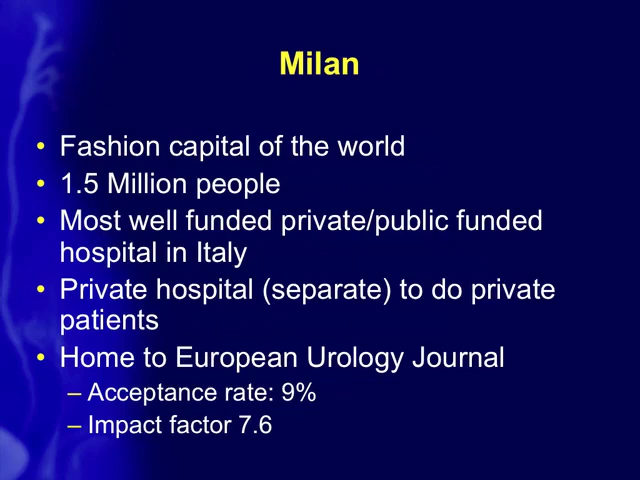 Milan
• Fashion capital of the world
• 1.5 Million people
• Most well funded private/public funded
hospital in Italy
• Private hospital (separate) to do private
patients
• Home to European Urology Journal
– Acceptance rate: 9%
– Impact factor 7.6